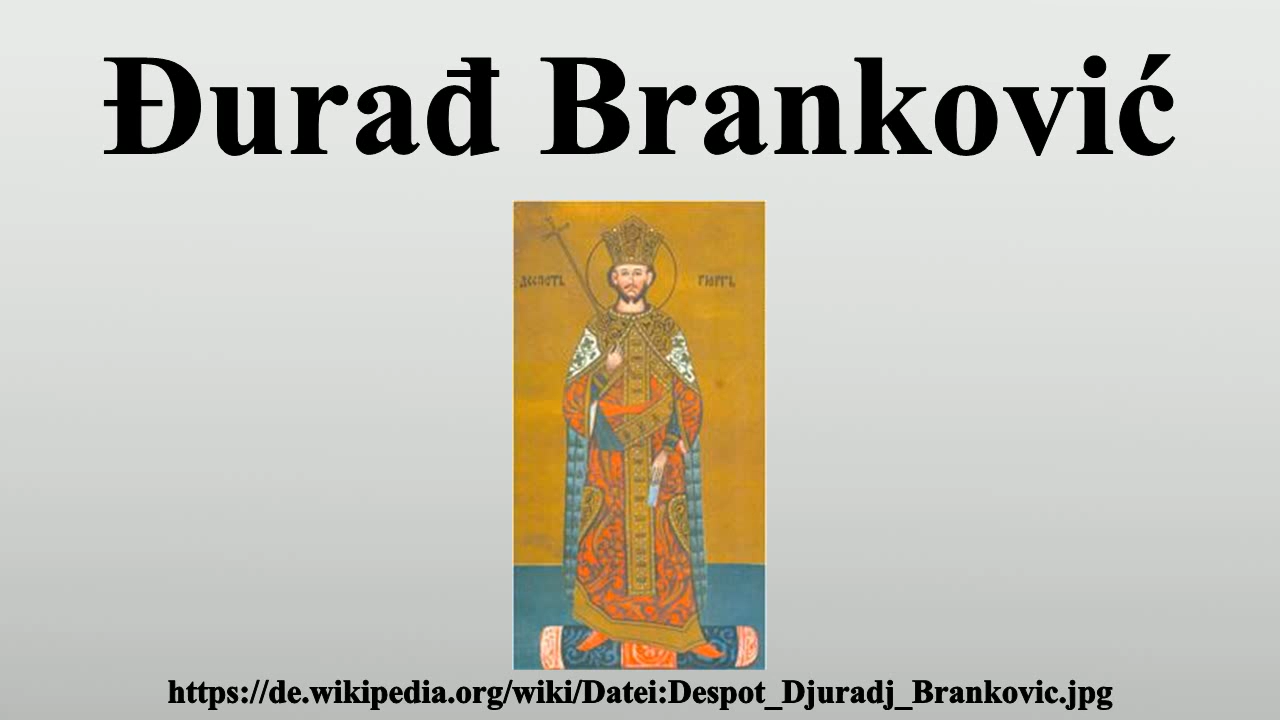 Đurađ Branković
деспотъ гюргъ
https://de.wikipedia.org/wiki/Datei:Despot_Djuradj_Brankovic.jpg